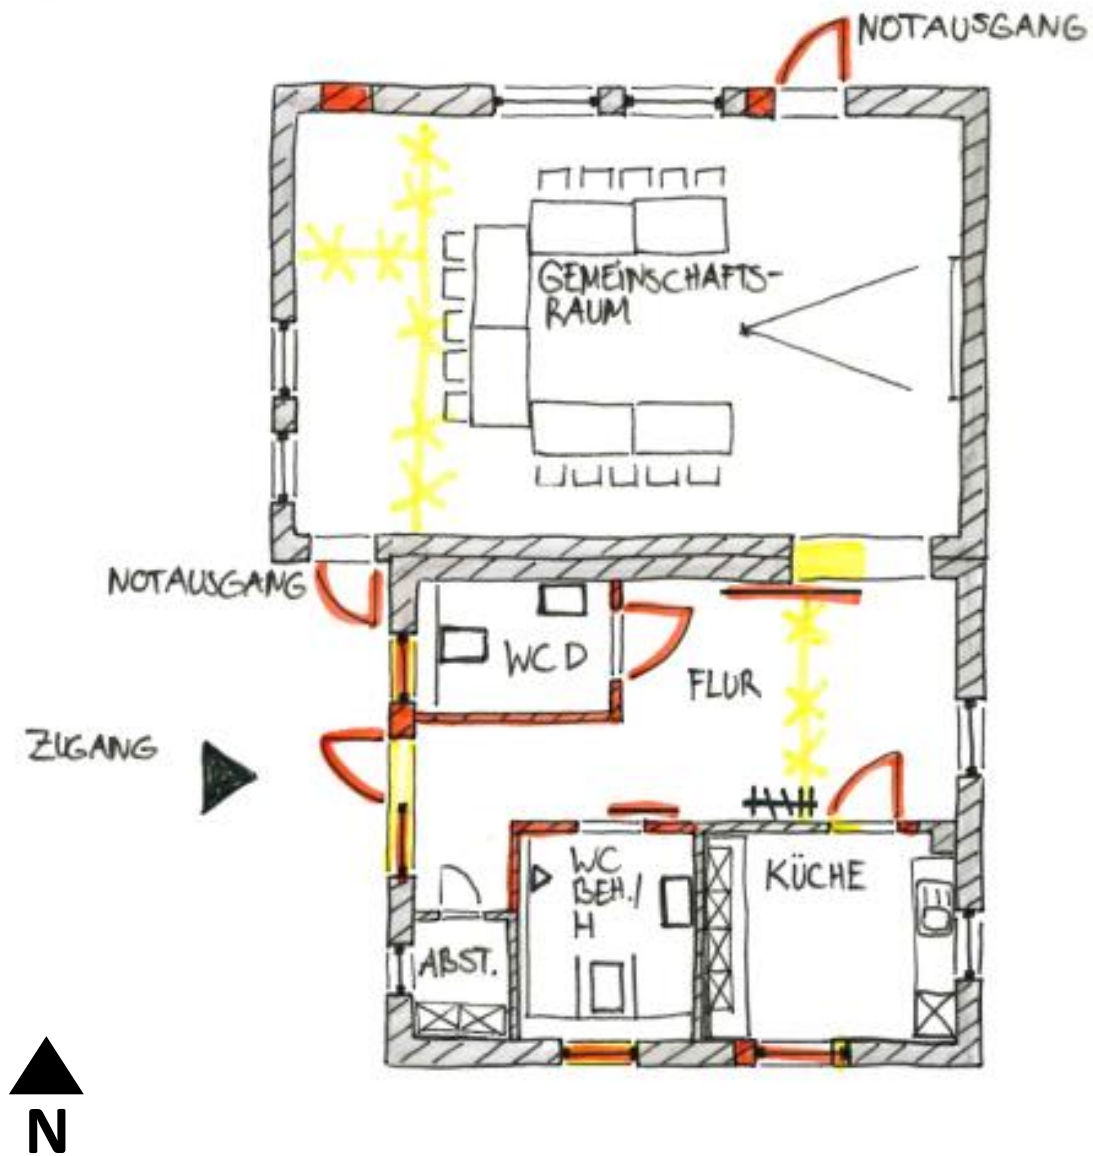 NOTAUSGANG
GEMEINSCHAFTS-
RAUM
NOTAUSGANG
WC D
FLUR
ZUGANG
WC
BEH./
H
KÜCHE
ABST.
N